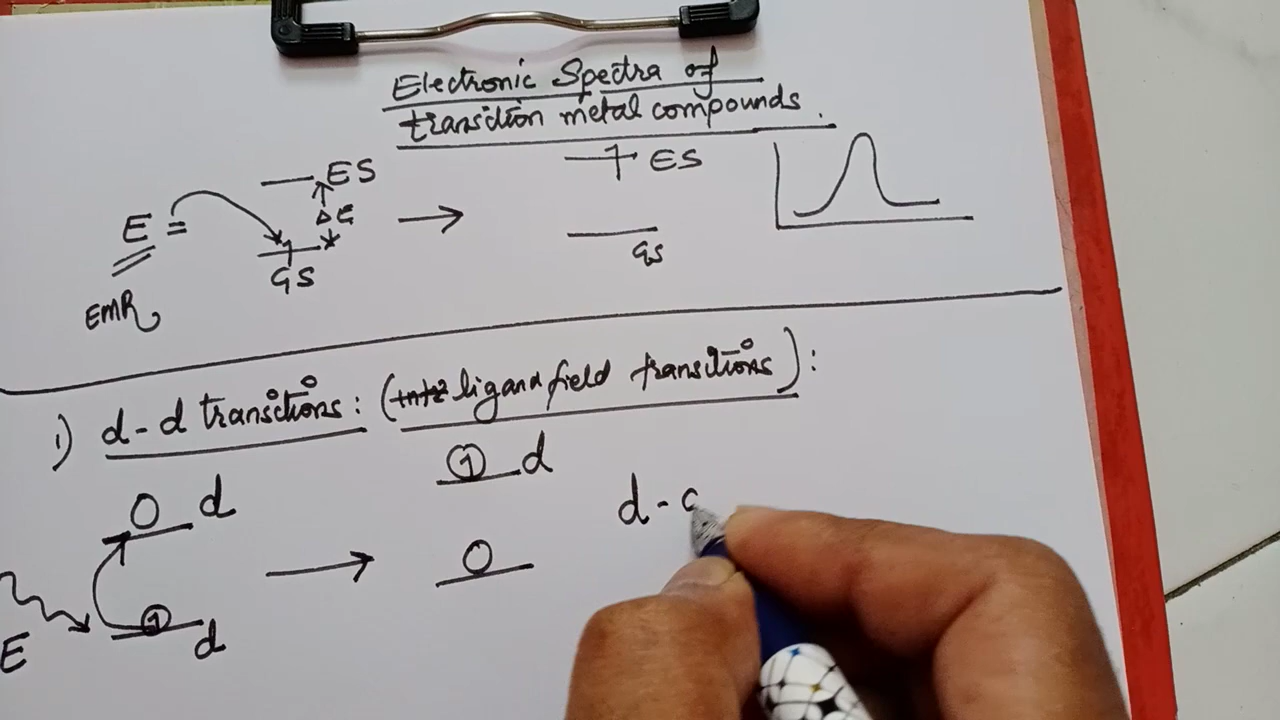 Electronic Spectra of
transition metal compounds.
ES
ES
ΔE
E =
GS
gs
EMR
1) d-d transitions: (ligand field transitions):
d
d
d - d
d
E